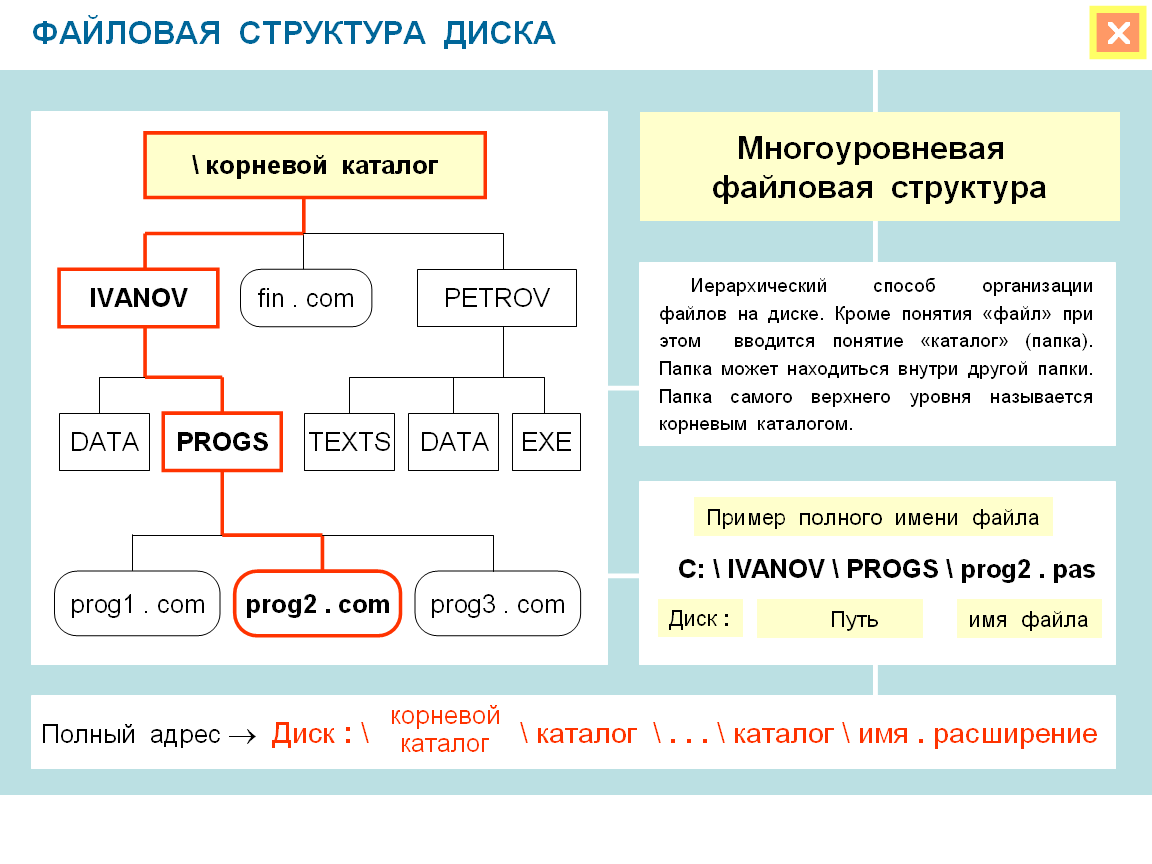 ФАЙЛОВАЯ СТРУКТУРА ДИСКА
\ корневой каталог
IVANOV
fin . com
PETROV
DATA
PROGS
TEXTS
DATA
EXE
prog1 . com
prog2 . com
prog3 . com
Многоуровневая
файловая структура
Иерархический способ организации
файлов на диске. Кроме понятия «файл» при
этом вводится понятие «каталог» (папка).
Папка может находиться внутри другой папки.
Папка самого верхнего уровня называется
корневым каталогом.
Пример полного имени файла
C: \ IVANOV \ PROGS \ prog2 . pas
Диск :
Путь
имя файла
Полный адрес → Диск : \ корневой каталог \ каталог \ . . . \ каталог \ имя . расширение